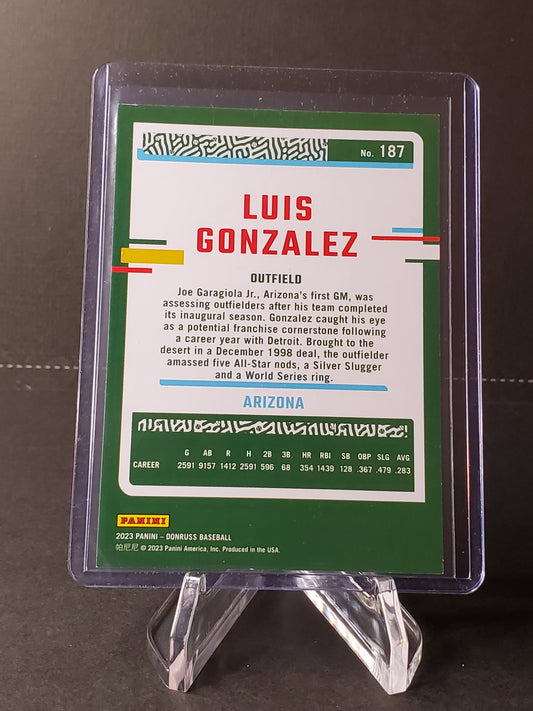 No. 187
LUIS
GONZALEZ
OUTFIELD
Joe Garagiola Jr., Arizona's first GM, was
assessing outfielders after his team completed
its inaugural season. Gonzalez caught his eye
as a potential franchise cornerstone following
a career year with Detroit. Brought to the
desert in a December 1998 deal, the outfielder
amassed five All-Star nods, a Silver Slugger
and a World Series ring.
ARIZONA
G AB R H 2B 3B HR RBI SB OBP SLG AVG
CAREER 2591 9157 1412 2591 596 68 354 1439 128 .367 .479 .283
PANINI
2023 PANINI – DONRUSS BASEBALL
帕尼尼 © 2023 Panini America, Inc. Produced in the USA.